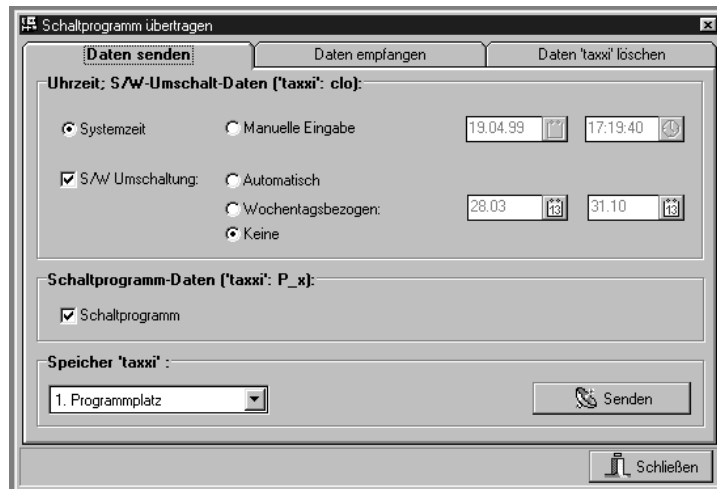 Schaltprogramm übertragen
Daten senden Daten empfangen Daten 'taxxi' löschen
Uhrzeit; S/W-Umschalt-Daten ('taxxi': clo):
Systemzeit Manuelle Eingabe 19.04.99 17:19:40
S/W Umschaltung: Automatisch
Wochentagsbezogen: 28.03 13 31.10 13
Keine
Schaltprogramm-Daten ('taxxi': P_x):
Schaltprogramm
Speicher 'taxxi' :
1. Programmplatz Senden
Schließen